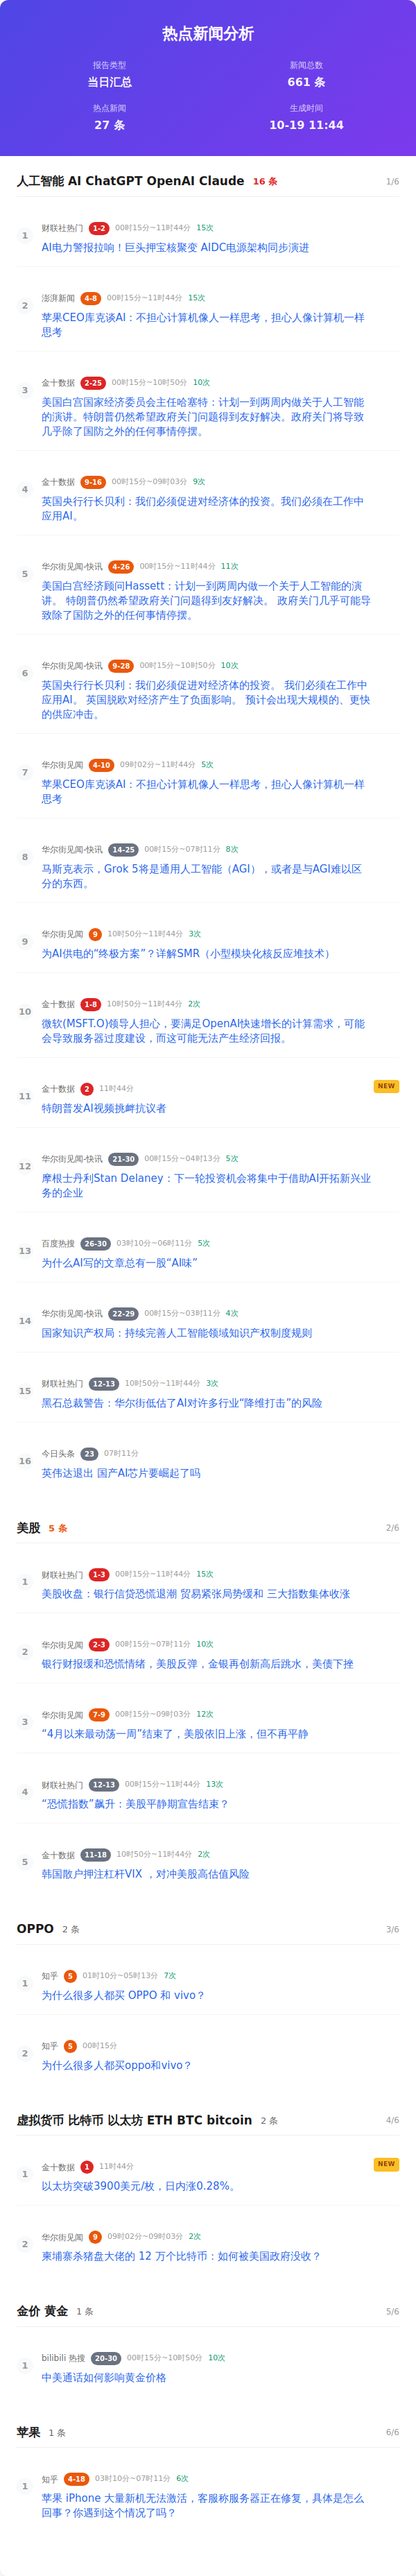 热点新闻分析
报告类型
当日汇总
新闻总数
661 条
热点新闻
27 条
生成时间
10-19 11:44
人工智能 AI ChatGPT OpenAI Claude 16 条 1/6
1
财联社热门 1-2 00时15分~11时44分 15次
AI电力警报拉响！巨头押宝核聚变 AIDC电源架构同步演进
2
澎湃新闻 4-8 00时15分~11时44分 15次
苹果CEO库克谈AI：不担心计算机像人一样思考，担心人像计算机一样
思考
3
金十数据 2-25 00时15分~10时50分 10次
美国白宫国家经济委员会主任哈塞特：计划一到两周内做关于人工智能
的演讲。特朗普仍然希望政府关门问题得到友好解决。政府关门将导致
几乎除了国防之外的任何事情停摆。
4
金十数据 9-16 00时15分~09时03分 9次
英国央行行长贝利：我们必须促进对经济体的投资。我们必须在工作中
应用AI。
5
华尔街见闻-快讯 4-26 00时15分~11时44分 11次
美国白宫经济顾问Hassett：计划一到两周内做一个关于人工智能的演
讲。 特朗普仍然希望政府关门问题得到友好解决。 政府关门几乎可能导
致除了国防之外的任何事情停摆。
6
华尔街见闻-快讯 9-28 00时15分~10时50分 10次
英国央行行长贝利：我们必须促进对经济体的投资。 我们必须在工作中
应用AI。 英国脱欧对经济产生了负面影响。 预计会出现大规模的、更快
的供应冲击。
7
华尔街见闻 4-10 09时02分~11时44分 5次
苹果CEO库克谈AI：不担心计算机像人一样思考，担心人像计算机一样
思考
8
华尔街见闻-快讯 14-25 00时15分~07时11分 8次
马斯克表示，Grok 5将是通用人工智能（AGI），或者是与AGI难以区
分的东西。
9
华尔街见闻 9 10时50分~11时44分 3次
为AI供电的“终极方案”？详解SMR（小型模块化核反应堆技术）
10
金十数据 1-8 10时50分~11时44分 2次
微软(MSFT.O)领导人担心，要满足OpenAI快速增长的计算需求，可能
会导致服务器过度建设，而这可能无法产生经济回报。
11
金十数据 2 11时44分 NEW
特朗普发AI视频挑衅抗议者
12
华尔街见闻-快讯 21-30 00时15分~04时13分 5次
摩根士丹利Stan Delaney：下一轮投资机会将集中于借助AI开拓新兴业
务的企业
13
百度热搜 26-30 03时10分~06时11分 5次
为什么AI写的文章总有一股“AI味”
14
华尔街见闻-快讯 22-29 00时15分~03时11分 4次
国家知识产权局：持续完善人工智能领域知识产权制度规则
15
财联社热门 12-13 10时50分~11时44分 3次
黑石总裁警告：华尔街低估了AI对许多行业“降维打击”的风险
16
今日头条 23 07时11分
英伟达退出 国产AI芯片要崛起了吗
美股 5 条 2/6
1
财联社热门 1-3 00时15分~11时44分 15次
美股收盘：银行信贷恐慌退潮 贸易紧张局势缓和 三大指数集体收涨
2
华尔街见闻 2-3 00时15分~07时11分 10次
银行财报缓和恐慌情绪，美股反弹，金银再创新高后跳水，美债下挫
3
华尔街见闻 7-9 00时15分~09时03分 12次
“4月以来最动荡一周”结束了，美股依旧上涨，但不再平静
4
财联社热门 12-13 00时15分~11时44分 13次
“恐慌指数”飙升：美股平静期宣告结束？
5
金十数据 11-18 10时50分~11时44分 2次
韩国散户押注杠杆VIX ，对冲美股高估值风险
OPPO 2 条 3/6
1
知乎 5 01时10分~05时13分 7次
为什么很多人都买 OPPO 和 vivo？
2
知乎 5 00时15分
为什么很多人都买oppo和vivo？
虚拟货币 比特币 以太坊 ETH BTC bitcoin 2 条 4/6
1
金十数据 1 11时44分 NEW
以太坊突破3900美元/枚，日内涨0.28%。
2
华尔街见闻 9 09时02分~09时03分 2次
柬埔寨杀猪盘大佬的 12 万个比特币：如何被美国政府没收？
金价 黄金 1 条 5/6
1
bilibili 热搜 20-30 00时15分~10时50分 10次
中美通话如何影响黄金价格
苹果 1 条 6/6
1
知乎 4-18 03时10分~07时11分 6次
苹果 iPhone 大量新机无法激活，客服称服务器正在修复，具体是怎么
回事？你遇到这个情况了吗？